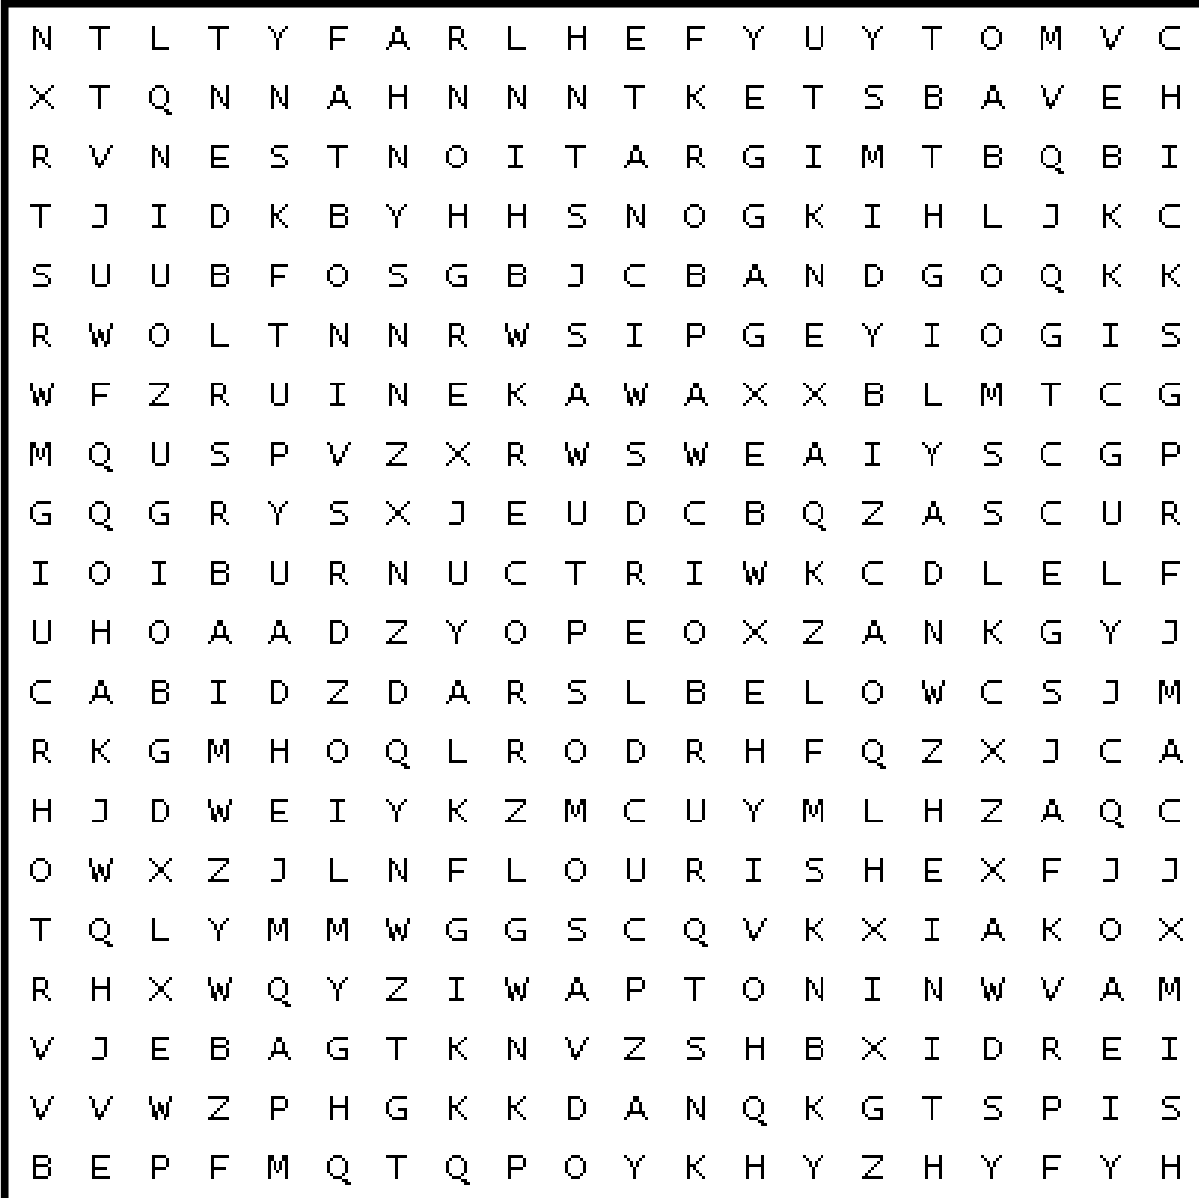 N T L T Y F A R L H E F Y U Y T O M V C
X T Q N N A H N N N T K E T S B A V E H
R V N E S T N O I T A R G I M T B Q B I
T J I D K B Y H H S N O G K I H L J K C
S U U B F O S G B J C B A N D G O Q K K
R W O L T N N R W S I P G E Y I O G I S
W F Z R U I N E K A W A X X B L M T C G
M Q U S P V Z X R W S W E A I Y S C G P
G Q G R Y S X J E U D C B Q Z A S C U R
I O I B U R N U C T R I W K C D L E L F
U H O A A D Z Y O P E O X Z A N K G Y J
C A B I D Z D A R S L B E L O W C S J M
R K G M H O Q L R O D R H F Q Z X J C A
H J D W E I Y K Z M C U Y M L H Z A Q C
O W X Z J L N F L O U R I S H E X F J J
T Q L Y M M W G G S C Q V K X I A K O X
R H X W Q Y Z I W A P T O N I N W V A M
V J E B A G T K N V Z S H B X I D R E I
V V W Z P H G K K D A N Q K G T S P I S
B E P F M Q T Q P O Y K H Y Z H Y F Y H